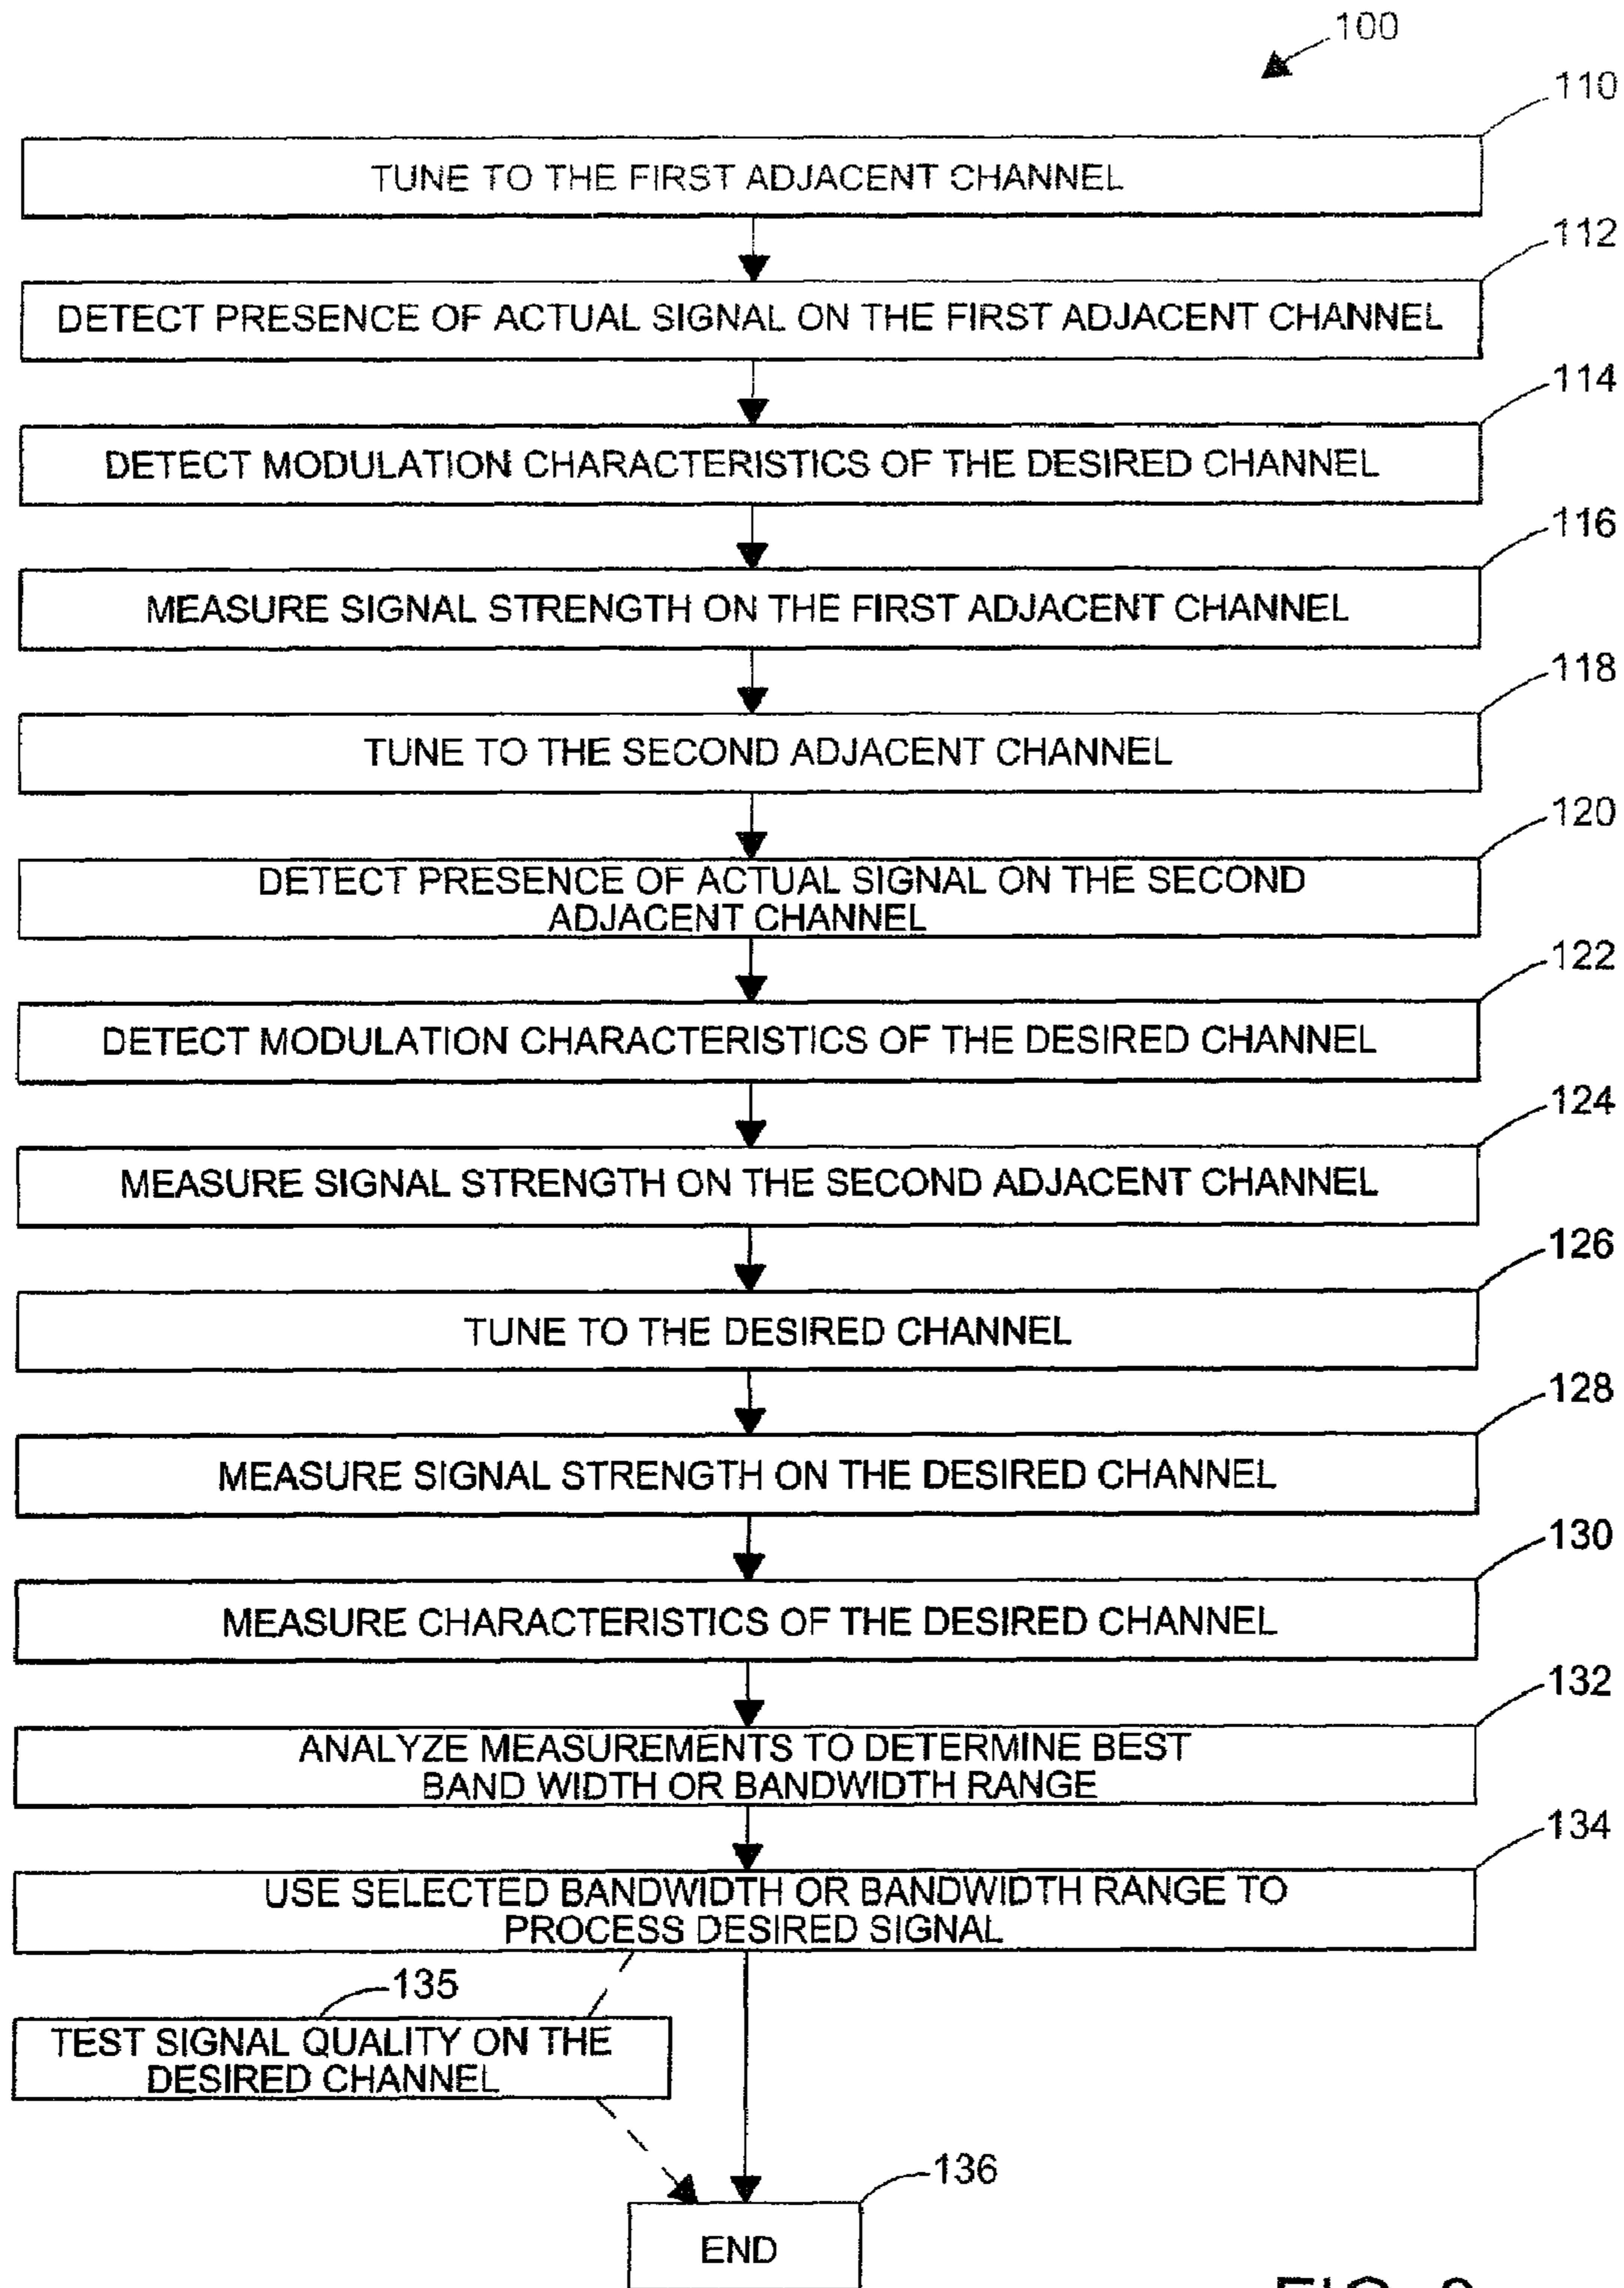 100
110
TUNE TO THE FIRST ADJACENT CHANNEL
112
DETECT PRESENCE OF ACTUAL SIGNAL ON THE FIRST ADJACENT CHANNEL
114
DETECT MODULATION CHARACTERISTICS OF THE DESIRED CHANNEL
116
MEASURE SIGNAL STRENGTH ON THE FIRST ADJACENT CHANNEL
118
TUNE TO THE SECOND ADJACENT CHANNEL
120
DETECT PRESENCE OF ACTUAL SIGNAL ON THE SECOND
ADJACENT CHANNEL
122
DETECT MODULATION CHARACTERISTICS OF THE DESIRED CHANNEL
124
MEASURE SIGNAL STRENGTH ON THE SECOND ADJACENT CHANNEL
126
TUNE TO THE DESIRED CHANNEL
128
MEASURE SIGNAL STRENGTH ON THE DESIRED CHANNEL
130
MEASURE CHARACTERISTICS OF THE DESIRED CHANNEL
132
ANALYZE MEASUREMENTS TO DETERMINE BEST
BAND WIDTH OR BANDWIDTH RANGE
134
USE SELECTED BANDWIDTH OR BANDWIDTH RANGE TO
PROCESS DESIRED SIGNAL
135
TEST SIGNAL QUALITY ON THE
DESIRED CHANNEL
136
END
FIG.